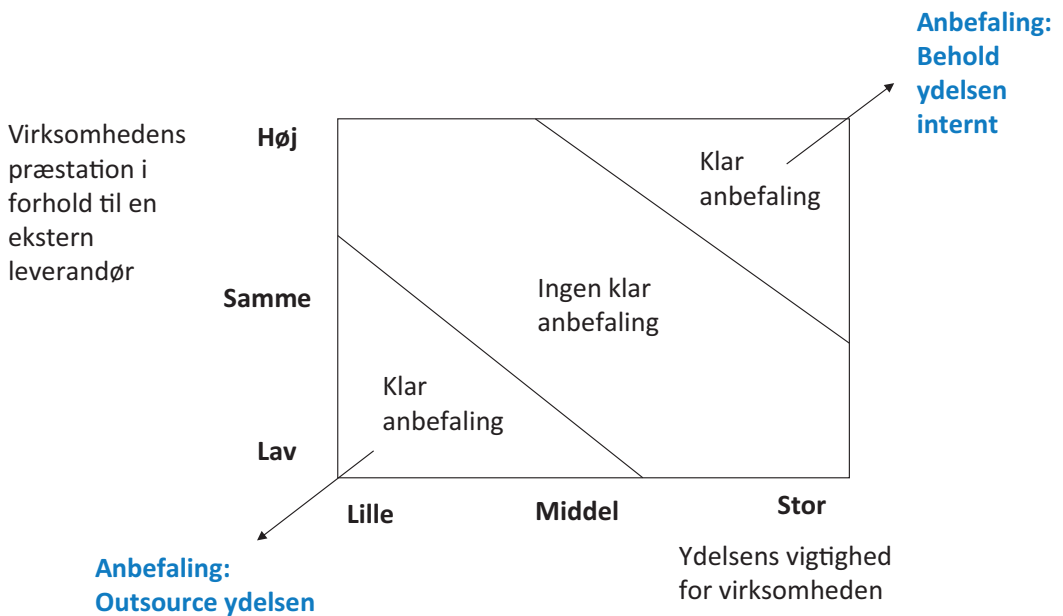 Anbefaling:
Behold
ydelsen
internt
Virksomhedens
præstation i
forhold til en
ekstern
leverandør
Høj
Klar
anbefaling
Samme
Ingen klar
anbefaling
Klar
anbefaling
Lav
Lille
Middel
Stor
Ydelsens vigtighed
for virksomheden
Anbefaling:
Outsource ydelsen